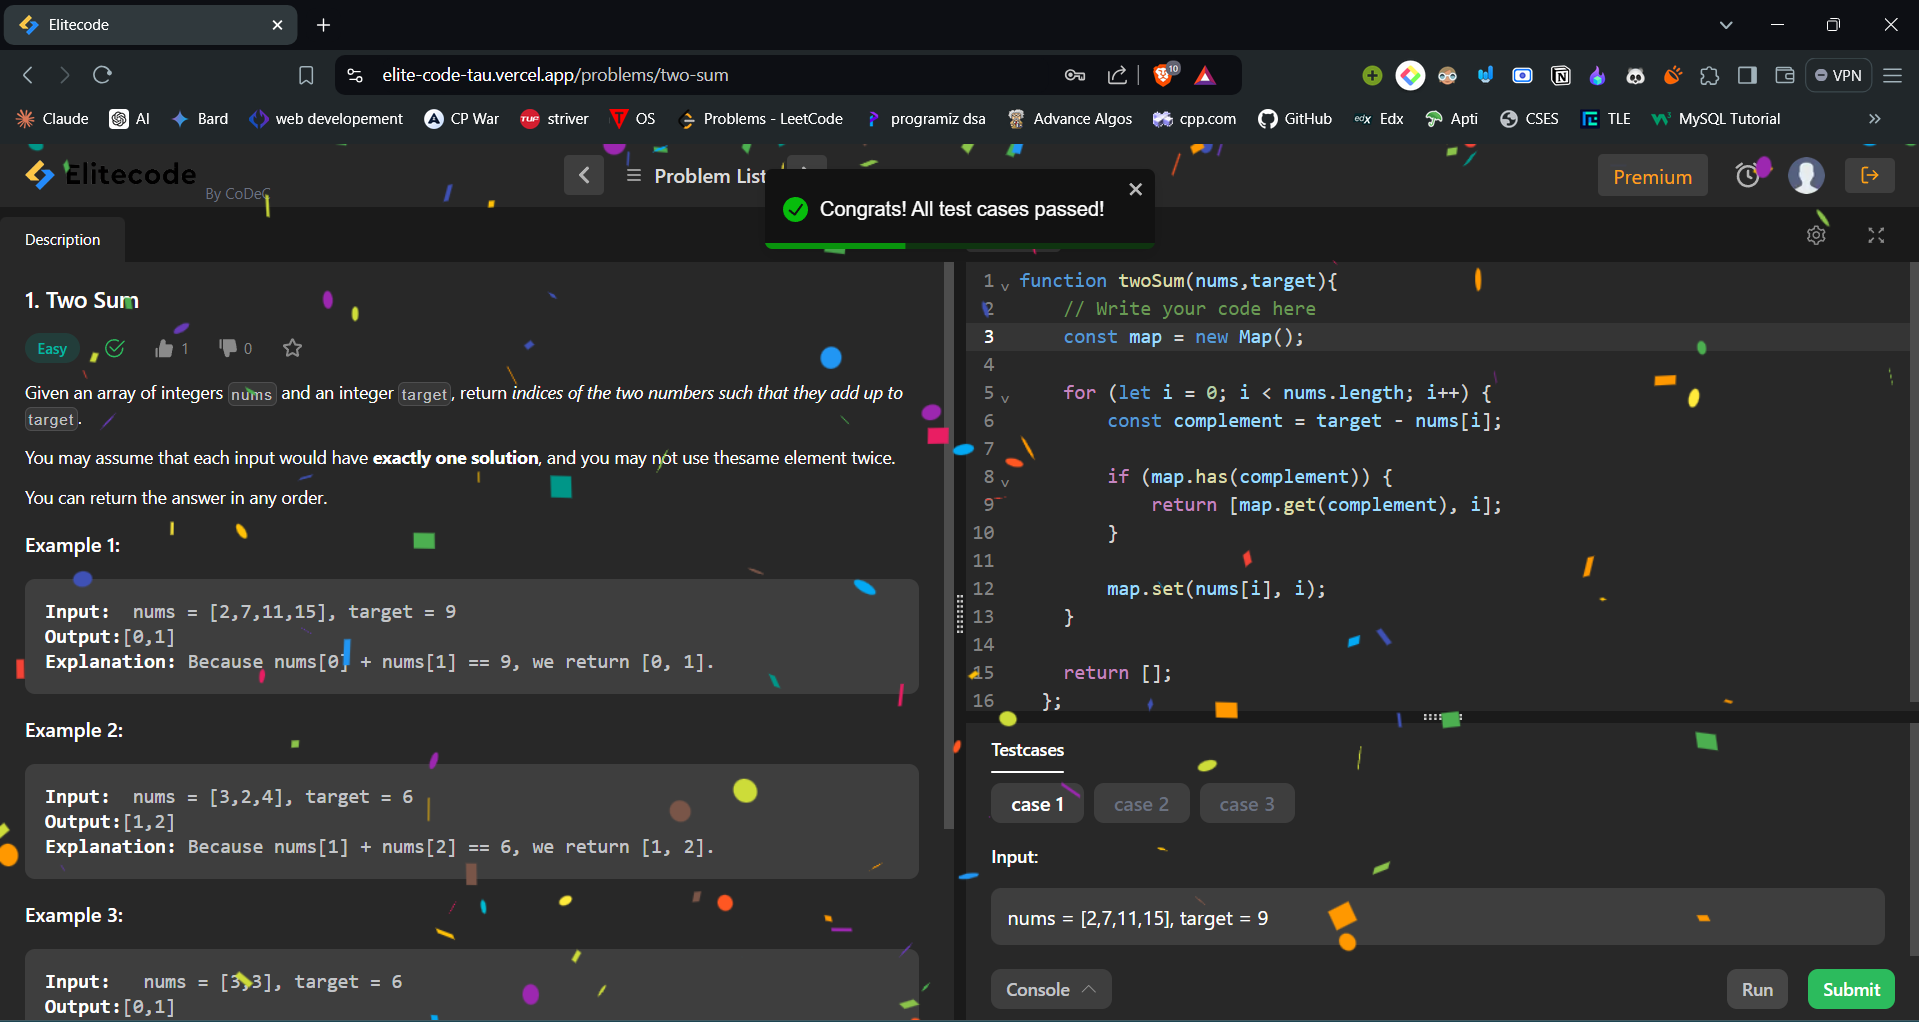 Elitecode
elite-code-tau.vercel.app/problems/two-sum
10
VPN
Claude AI Bard web developement CP War striver OS Problems - LeetCode programiz dsa Advance Algos cpp.com GitHub Edx Apti CSES TLE MySQL Tutorial
Elitecode By CoDeC
Problem List
Premium
Congrats! All test cases passed!
Description
1. Two Sum
Easy 1 0
Given an array of integers nums and an integer target, return indices of the two numbers such that they add up to
target.
You may assume that each input would have exactly one solution, and you may not use thesame element twice.
You can return the answer in any order.
Example 1:
Input: nums = [2,7,11,15], target = 9
Output:[0,1]
Explanation: Because nums[0] + nums[1] == 9, we return [0, 1].
Example 2:
Input: nums = [3,2,4], target = 6
Output:[1,2]
Explanation: Because nums[1] + nums[2] == 6, we return [1, 2].
Example 3:
Input: nums = [3,3], target = 6
Output:[0,1]
1 function twoSum(nums,target){
2 // Write your code here
3 const map = new Map();
4
5 for (let i = 0; i < nums.length; i++) {
6 const complement = target - nums[i];
7
8 if (map.has(complement)) {
9 return [map.get(complement), i];
10 }
11
12 map.set(nums[i], i);
13 }
14
15 return [];
16 };
Testcases
case 1 case 2 case 3
Input:
nums = [2,7,11,15], target = 9
Console Run Submit